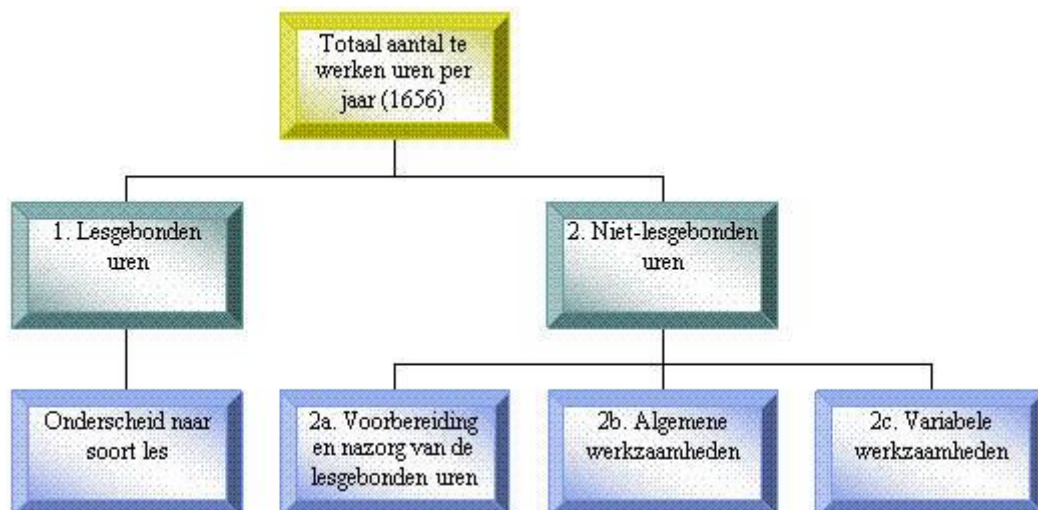 Totaal aantal te
werken uren per
jaar (1656)
1. Lesgebonden
uren
2. Niet-lesgebonden
uren
Onderscheid naar
soort les
2a. Voorbereiding
en nazorg van de
lesgebonden uren
2b. Algemene
werkzaamheden
2c. Variabele
werkzaamheden